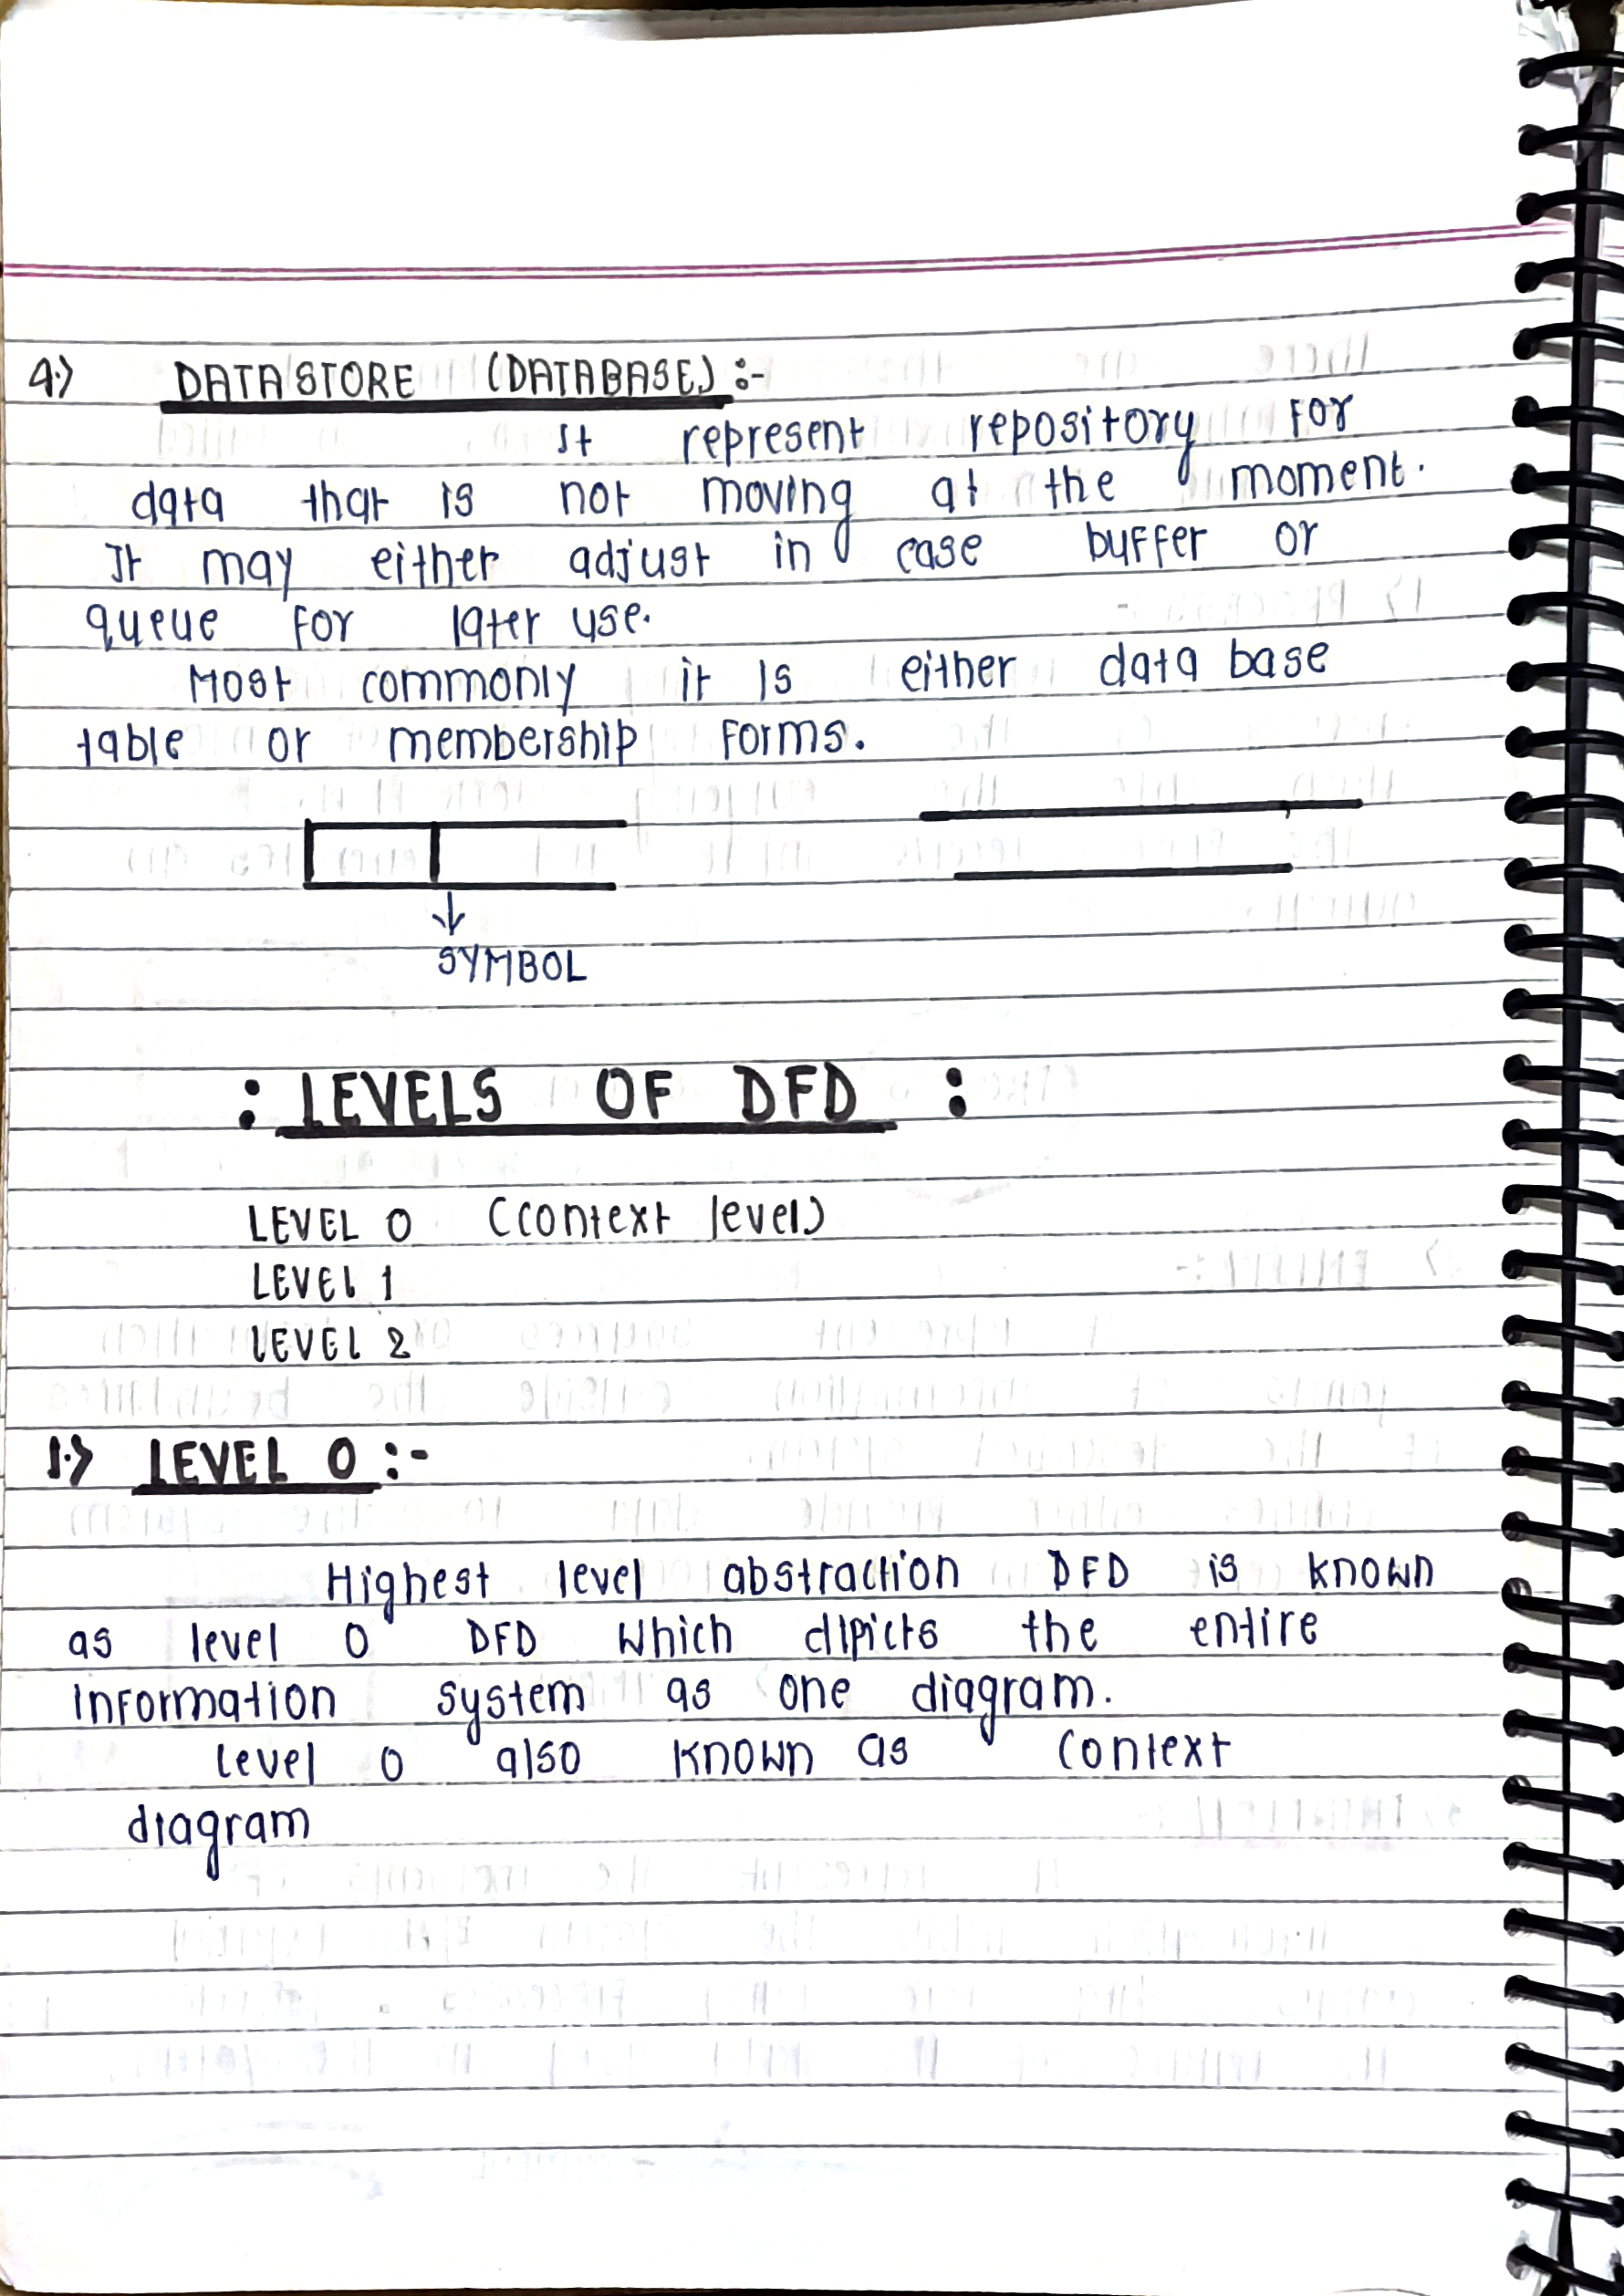 4.) DATA STORE (DATABASE) :-
It represent repository for
data that is not moving at the moment.
It may either adjust in case buffer or
queue for later use.
Most commonly it is either data base
table or membership forms.
SYMBOL
: LEVELS OF DFD :
LEVEL 0 (context level)
LEVEL 1
LEVEL 2
1.) LEVEL 0 :-
Highest level abstraction DFD is known
as level 0 DFD which dipicts the entire
information system as one diagram.
level 0 also known as context
diagram